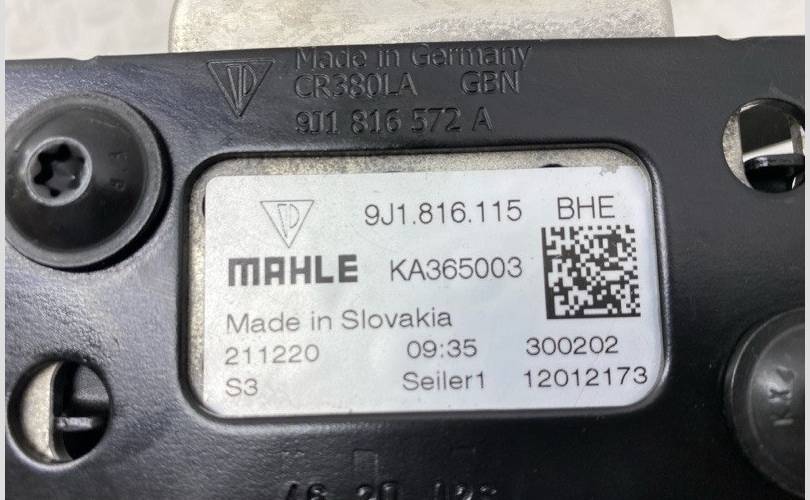 Made in Germany
CR380LA GBN
9J1 816 572 A
9J1.816.115 BHE
MAHLE KA365003
Made in Slovakia
211220 09:35 300202
S3 Seiler1 12012173